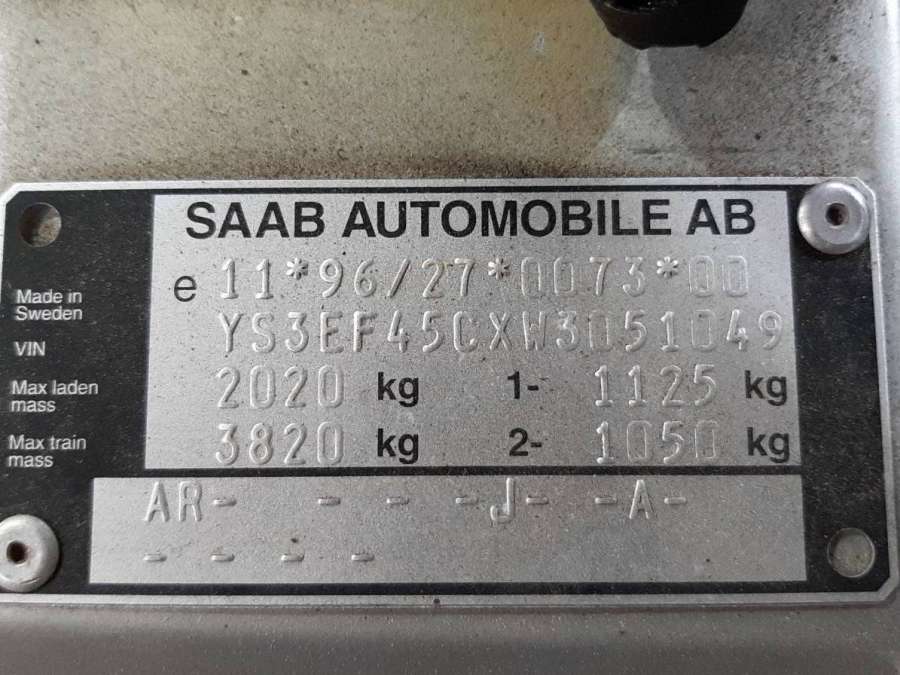 SAAB AUTOMOBILE AB
e 11*96/27*0073*00
Made in
Sweden
VIN YS3EF45CXW3051049
Max laden
mass 2020 kg 1- 1125 kg
Max train
mass 3820 kg 2- 1050 kg
AR- - - -J- -A-
- - - -